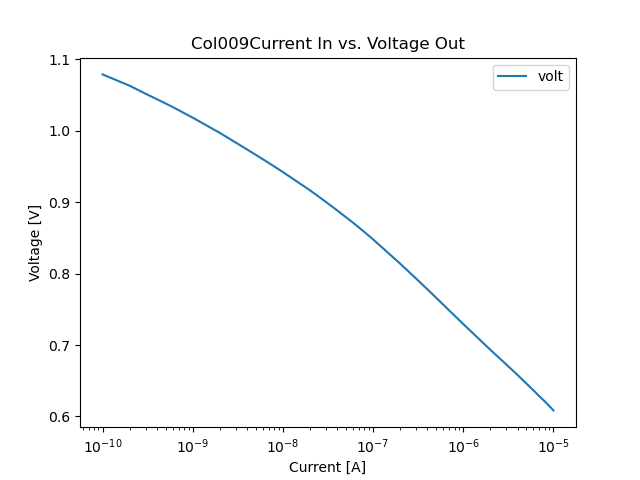 Col009Current In vs. Voltage Out
volt
Voltage [V]
1.1
1.0
0.9
0.8
0.7
0.6
10⁻¹⁰ 10⁻⁹ 10⁻⁸ 10⁻⁷ 10⁻⁶ 10⁻⁵
Current [A]